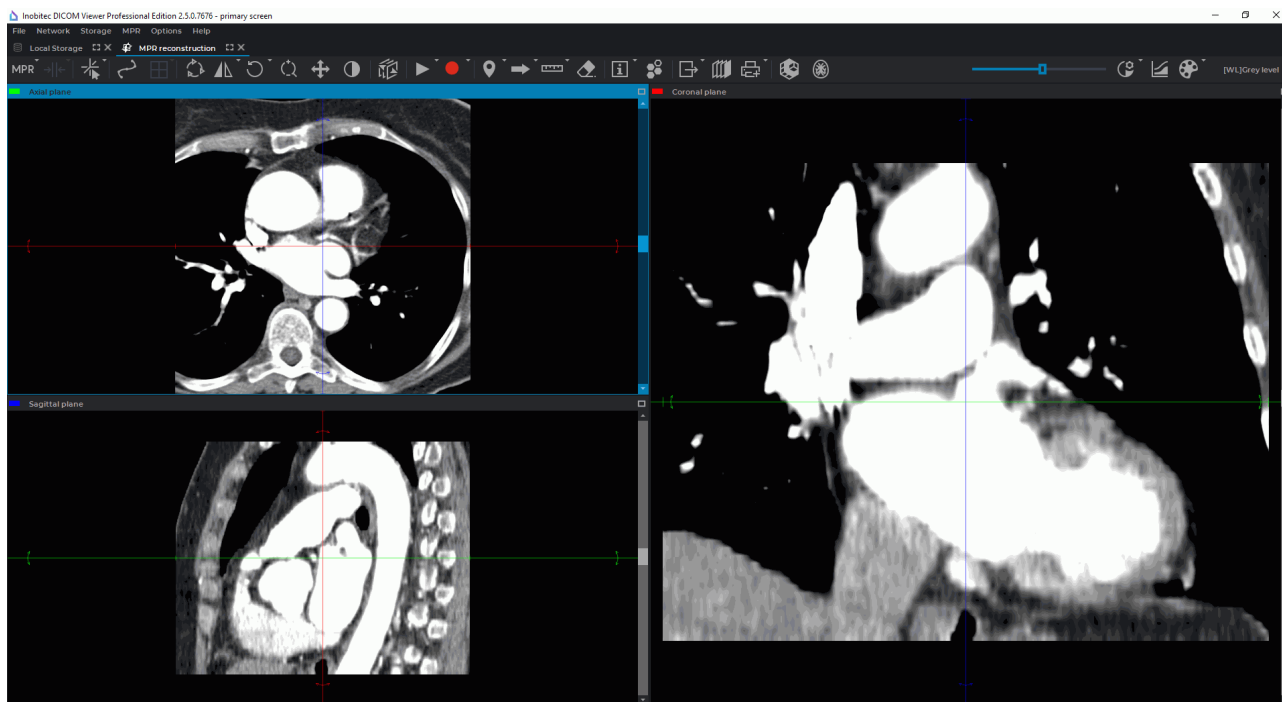 Inobitec DICOM Viewer Professional Edition 2.5.0.7676 - primary screen
File Network Storage MPR Options Help
Local Storage MPR reconstruction
MPR [WL]Grey level
Axial plane Coronal plane
Sagittal plane